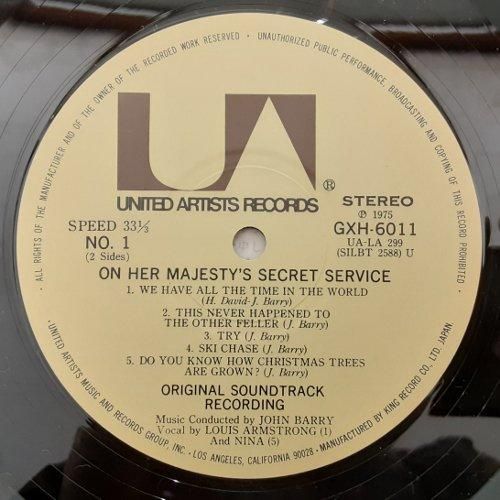 ALL RIGHTS OF THE MANUFACTURER AND OF THE OWNER OF THE RECORDED WORK RESERVED · UNAUTHORIZED PUBLIC PERFORMANCE, BROADCASTING AND COPYING OF THIS RECORD PROHIBITED.
UA ®
UNITED ARTISTS RECORDS
STEREO
℗ 1975
SPEED 33⅓
GXH-6011
NO. 1
UA-LA 299
(2 Sides)
(SILBT 2588) U
ON HER MAJESTY'S SECRET SERVICE
1. WE HAVE ALL THE TIME IN THE WORLD
(H. David-J. Barry)
2. THIS NEVER HAPPENED TO
THE OTHER FELLER (J. Barry)
3. TRY (J. Barry)
4. SKI CHASE (J. Barry)
5. DO YOU KNOW HOW CHRISTMAS TREES
ARE GROWN? (J. Barry)
ORIGINAL SOUNDTRACK
RECORDING
Music Conducted by JOHN BARRY
Vocal by LOUIS ARMSTRONG (1)
And NINA (5)
UNITED ARTISTS MUSIC AND RECORDS GROUP, INC. · LOS ANGELES, CALIFORNIA 90028 · MANUFACTURED BY KING RECORD CO. LTD. JAPAN